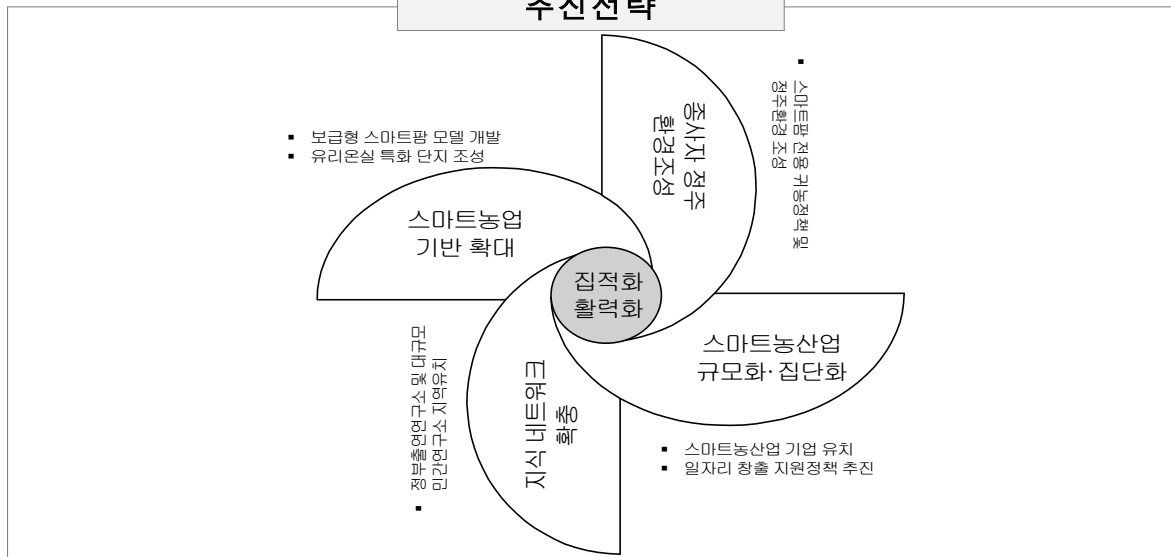 추진전략
▪ 보급형 스마트팜 모델 개발
▪ 유리온실 특화 단지 조성
스마트농업
기반 확대
종사자 정주
환경조성
▪ 스마트팜 전용 귀농정책 및
정주환경 조성
집적화
활력화
스마트농산업
규모화·집단화
▪ 스마트농산업 기업 유치
▪ 일자리 창출 지원정책 추진
지식 네트워크
확충
▪ 정부출연연구소 및 대규모
민간연구소 지역유치